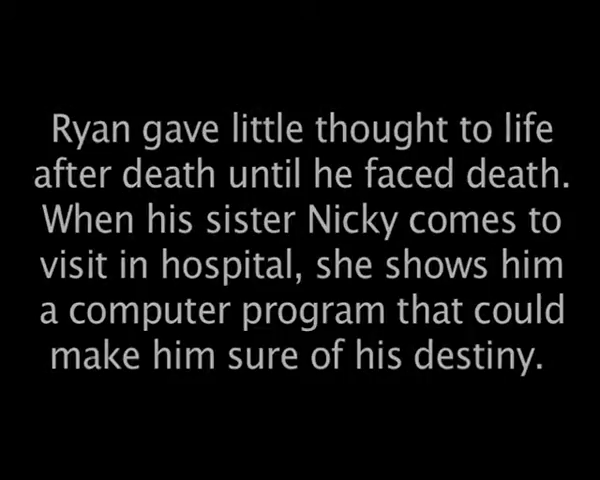 Ryan gave little thought to life
after death until he faced death.
When his sister Nicky comes to
visit in hospital, she shows him
a computer program that could
make him sure of his destiny.